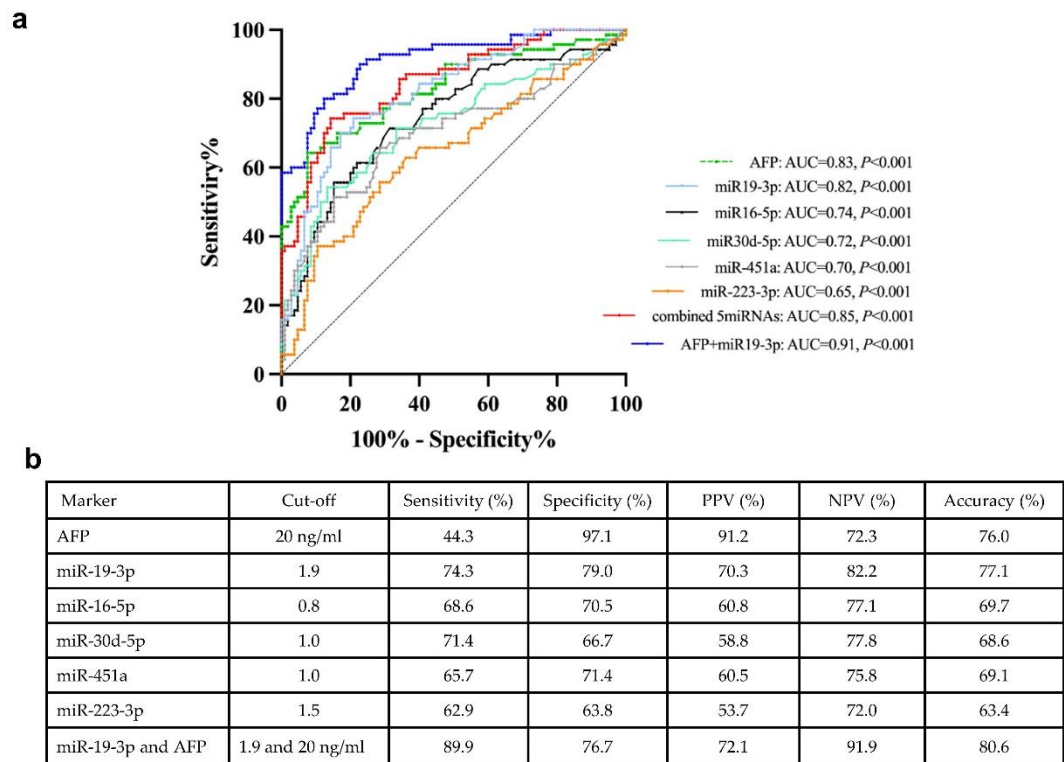 a
100
80
60
40
20
0
Sensitiviry%
0 20 40 60 80 100
100% - Specificity%
AFP: AUC=0.83, P<0.001
miR19-3p: AUC=0.82, P<0.001
miR16-5p: AUC=0.74, P<0.001
miR30d-5p: AUC=0.72, P<0.001
miR-451a: AUC=0.70, P<0.001
miR-223-3p: AUC=0.65, P<0.001
combined 5miRNAs: AUC=0.85, P<0.001
AFP+miR19-3p: AUC=0.91, P<0.001
b
Marker Cut-off Sensitivity (%) Specificity (%) PPV (%) NPV (%) Accuracy (%)
AFP 20 ng/ml 44.3 97.1 91.2 72.3 76.0
miR-19-3p 1.9 74.3 79.0 70.3 82.2 77.1
miR-16-5p 0.8 68.6 70.5 60.8 77.1 69.7
miR-30d-5p 1.0 71.4 66.7 58.8 77.8 68.6
miR-451a 1.0 65.7 71.4 60.5 75.8 69.1
miR-223-3p 1.5 62.9 63.8 53.7 72.0 63.4
miR-19-3p and AFP 1.9 and 20 ng/ml 89.9 76.7 72.1 91.9 80.6